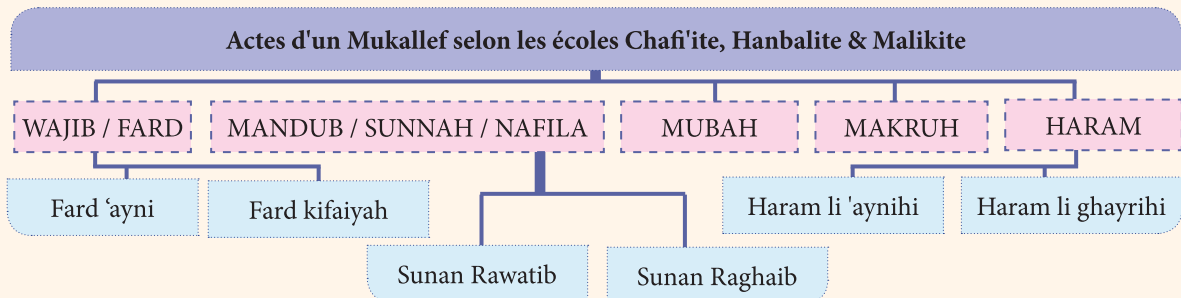 Actes d'un Mukallef selon les écoles Chafi'ite, Hanbalite & Malikite
WAJIB / FARD
MANDUB / SUNNAH / NAFILA
MUBAH
MAKRUH
HARAM
Fard ‘ayni
Fard kifaiyah
Haram li 'aynihi
Haram li ghayrihi
Sunan Rawatib
Sunan Raghaib